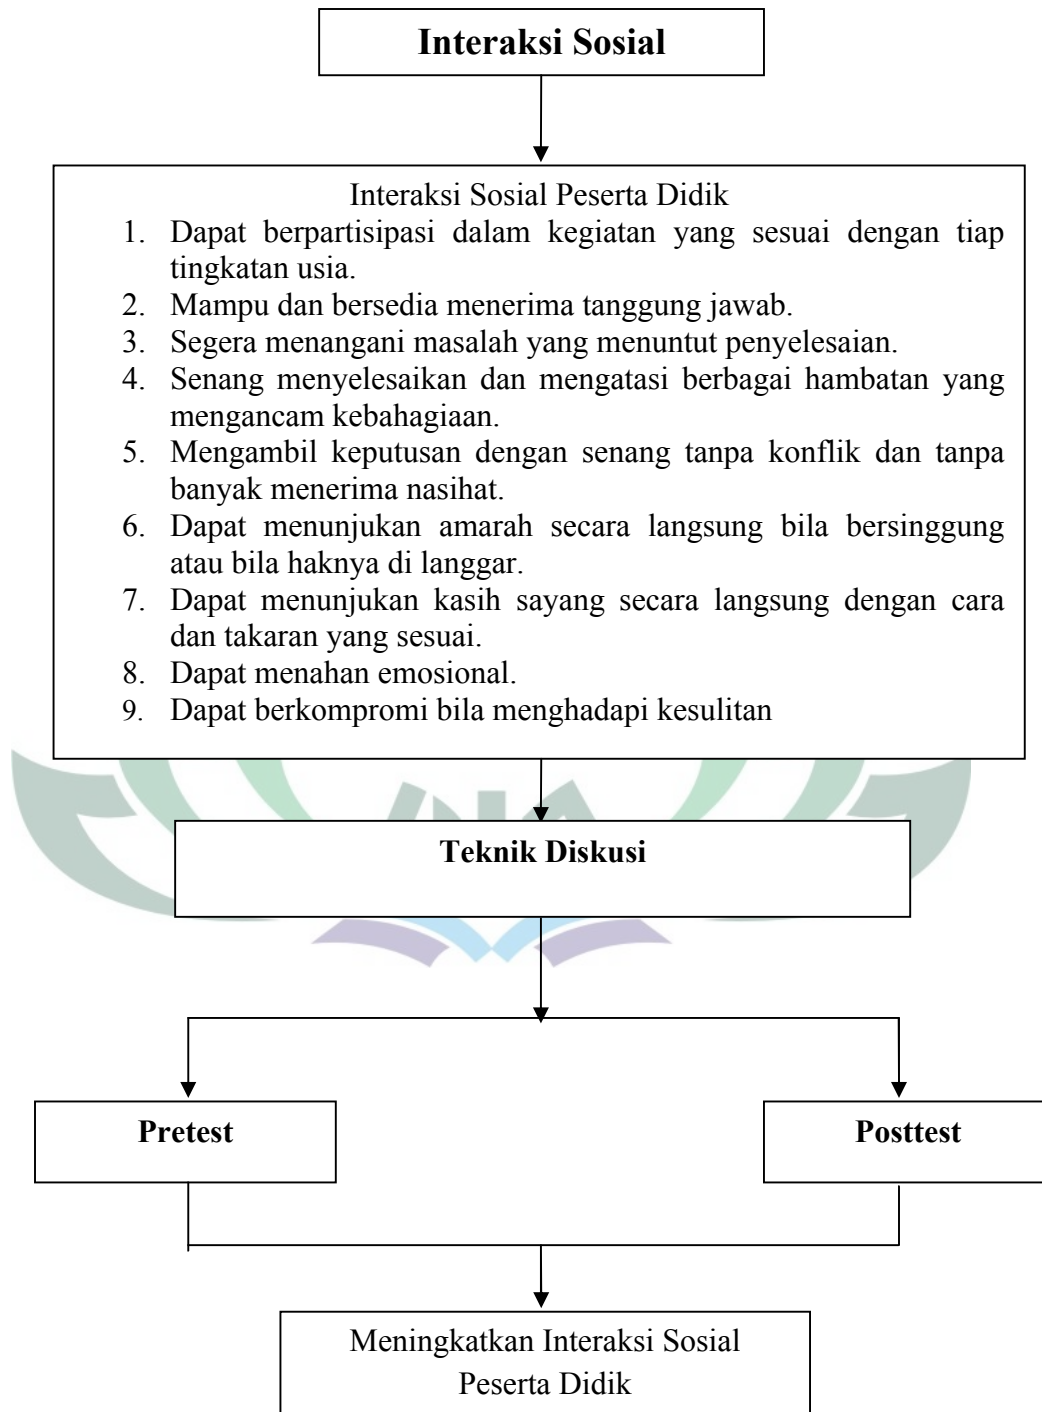 Interaksi Sosial
Interaksi Sosial Peserta Didik
1. Dapat berpartisipasi dalam kegiatan yang sesuai dengan tiap
tingkatan usia.
2. Mampu dan bersedia menerima tanggung jawab.
3. Segera menangani masalah yang menuntut penyelesaian.
4. Senang menyelesaikan dan mengatasi berbagai hambatan yang
mengancam kebahagiaan.
5. Mengambil keputusan dengan senang tanpa konflik dan tanpa
banyak menerima nasihat.
6. Dapat menunjukan amarah secara langsung bila bersinggung
atau bila haknya di langgar.
7. Dapat menunjukan kasih sayang secara langsung dengan cara
dan takaran yang sesuai.
8. Dapat menahan emosional.
9. Dapat berkompromi bila menghadapi kesulitan
Teknik Diskusi
Pretest
Posttest
Meningkatkan Interaksi Sosial
Peserta Didik